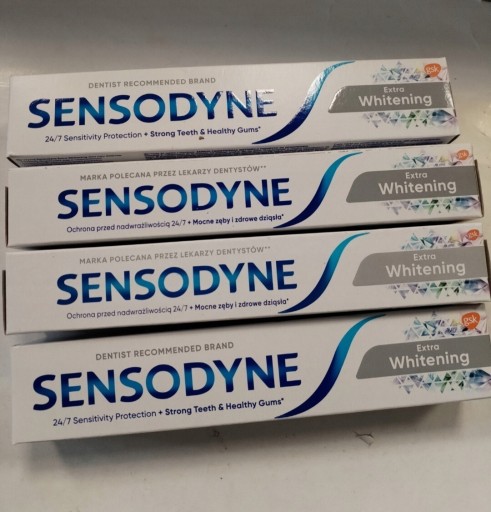 DENTIST RECOMMENDED BRAND
SENSODYNE
24/7 Sensitivity Protection + Strong Teeth & Healthy Gums*
Extra
Whitening
gsk
MARKA POLECANA PRZEZ LEKARZY DENTYSTÓW**
SENSODYNE
Ochrona przed nadwrażliwością 24/7 + Mocne zęby i zdrowe dziąsła*
Extra
Whitening
MARKA POLECANA PRZEZ LEKARZY DENTYSTÓW**
SENSODYNE
Ochrona przed nadwrażliwością 24/7 + Mocne zęby i zdrowe dziąsła*
Extra
Whitening
DENTIST RECOMMENDED BRAND
SENSODYNE
24/7 Sensitivity Protection + Strong Teeth & Healthy Gums*
Extra
Whitening
gsk